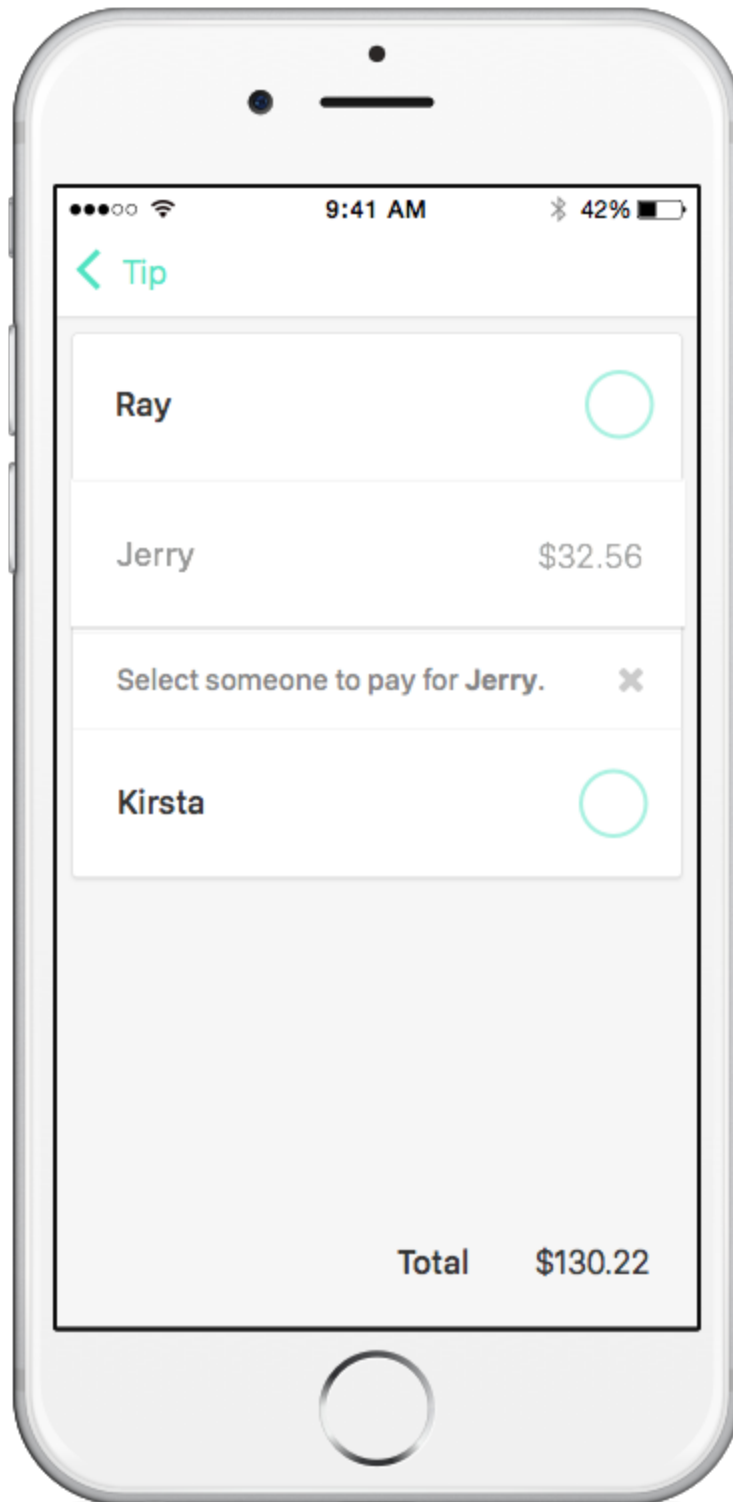 9:41 AM 42%
Tip
Ray
Jerry $32.56
Select someone to pay for Jerry.
Kirsta
Total $130.22